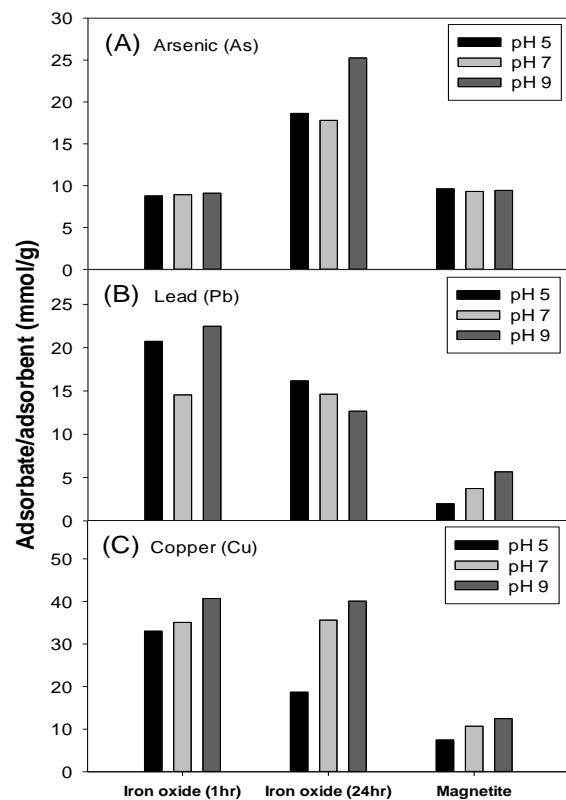 Adsorbate/adsorbent (mmol/g)
30
25
20
15
10
5
0
(A) Arsenic (As)
pH 5
pH 7
pH 9
25
20
15
10
5
0
(B) Lead (Pb)
pH 5
pH 7
pH 9
50
40
30
20
10
0
(C) Copper (Cu)
pH 5
pH 7
pH 9
Iron oxide (1hr) Iron oxide (24hr) Magnetite